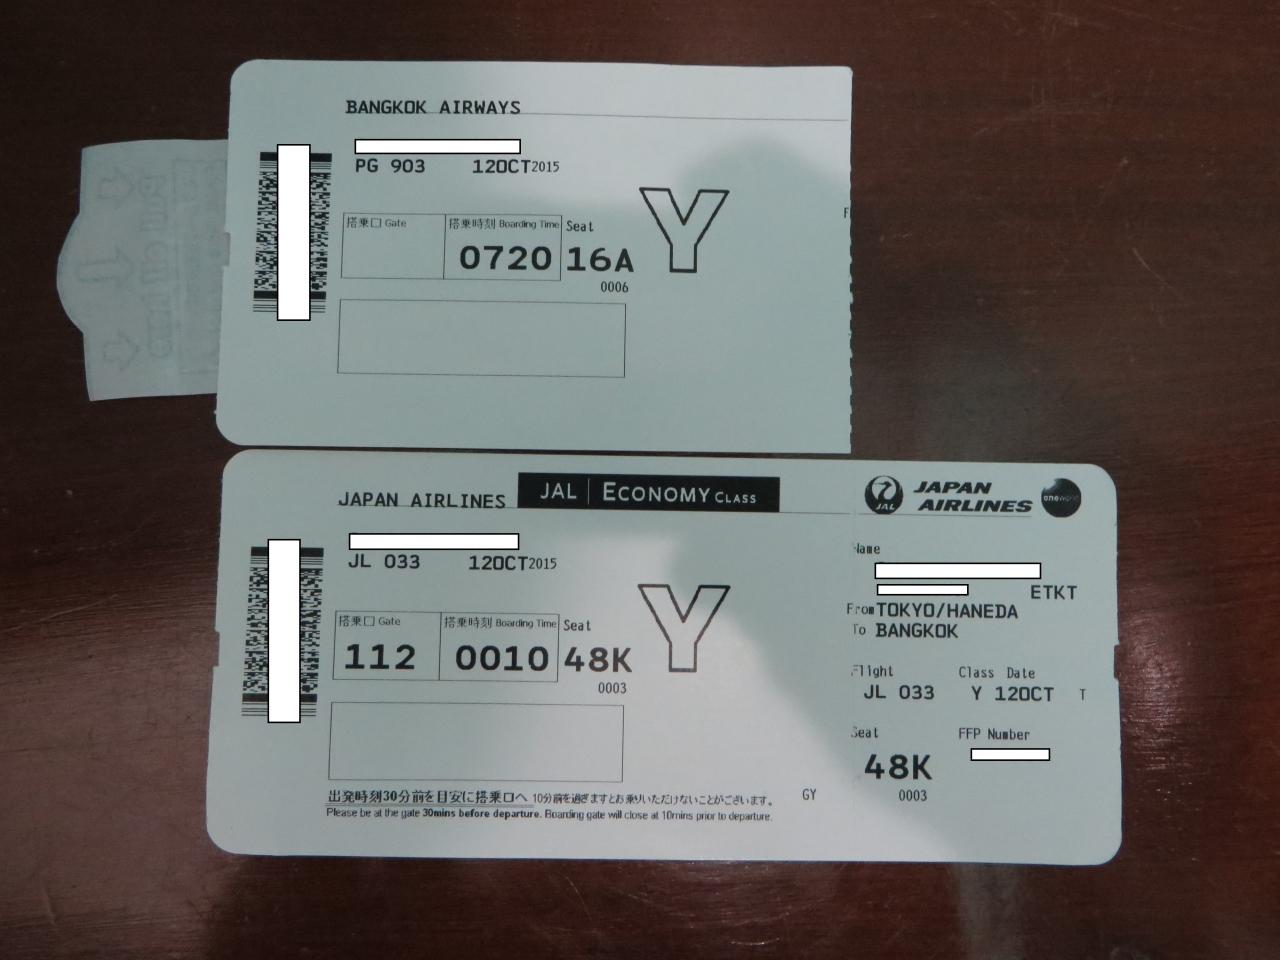 BANGKOK AIRWAYS
PG 903 12OCT2015
搭乗口 Gate 搭乗時刻 Boarding Time Seat
0720 16A
0006
Y
JAPAN AIRLINES JAL ECONOMY CLASS
JL 033 12OCT2015
搭乗口 Gate 搭乗時刻 Boarding Time Seat
112 0010 48K
0003
Y
出発時刻30分前を目安に搭乗口へ 10分前を過ぎますとお乗りいただけないことがございます。
Please be at the gate 30mins before departure. Boarding gate will close at 10mins prior to departure.
GY
JAL JAPAN AIRLINES oneworld
Name
ETKT
From TOKYO/HANEDA
To BANGKOK
Flight Class Date
JL 033 Y 12OCT T
Seat FFP Number
48K
0003